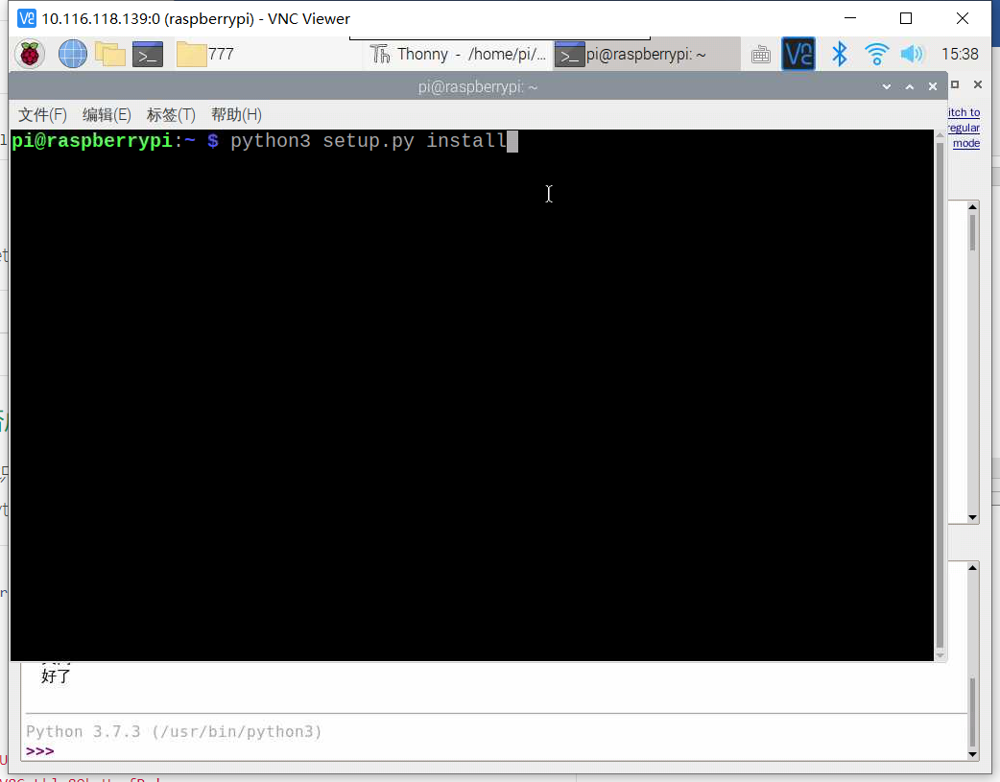 10.116.118.139:0 (raspberrypi) - VNC Viewer
777
Thonny - /home/pi/...
pi@raspberrypi: ~
15:38
pi@raspberrypi: ~
文件(F) 编辑(E) 标签(T) 帮助(H)
itch to
regular
mode
pi@raspberrypi:~ $ python3 setup.py install
好了
Python 3.7.3 (/usr/bin/python3)
>>>